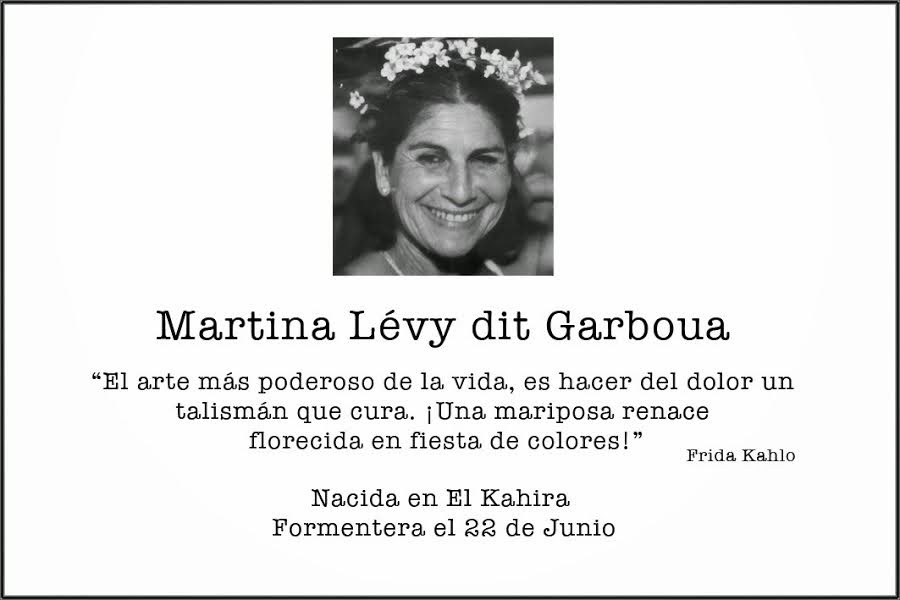 Martina Lévy dit Garboua
“El arte más poderoso de la vida, es hacer del dolor un
talismán que cura. ¡Una mariposa renace
florecida en fiesta de colores!”
Frida Kahlo
Nacida en El Kahira
Formentera el 22 de Junio